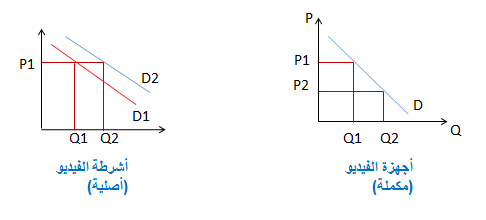 P1
D2
D1
Q1 Q2
أشرطة الفيديو
(أصلية)
P
P1
P2
D
Q1 Q2 Q
أجهزة الفيديو
(مكملة)